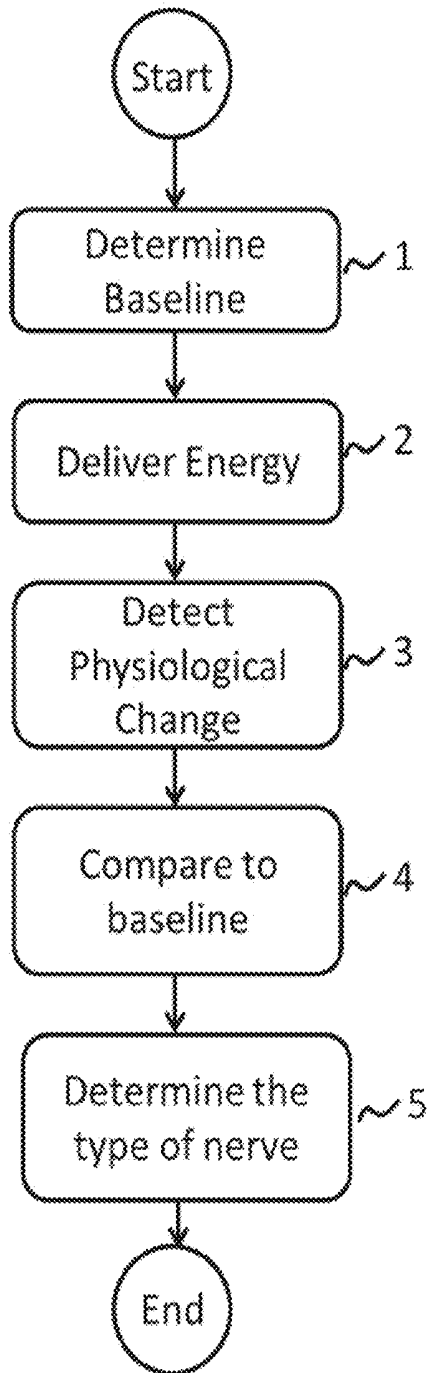 Start
Determine
Baseline
1
Deliver Energy
2
Detect
Physiological
Change
3
Compare to
baseline
4
Determine the
type of nerve
5
End